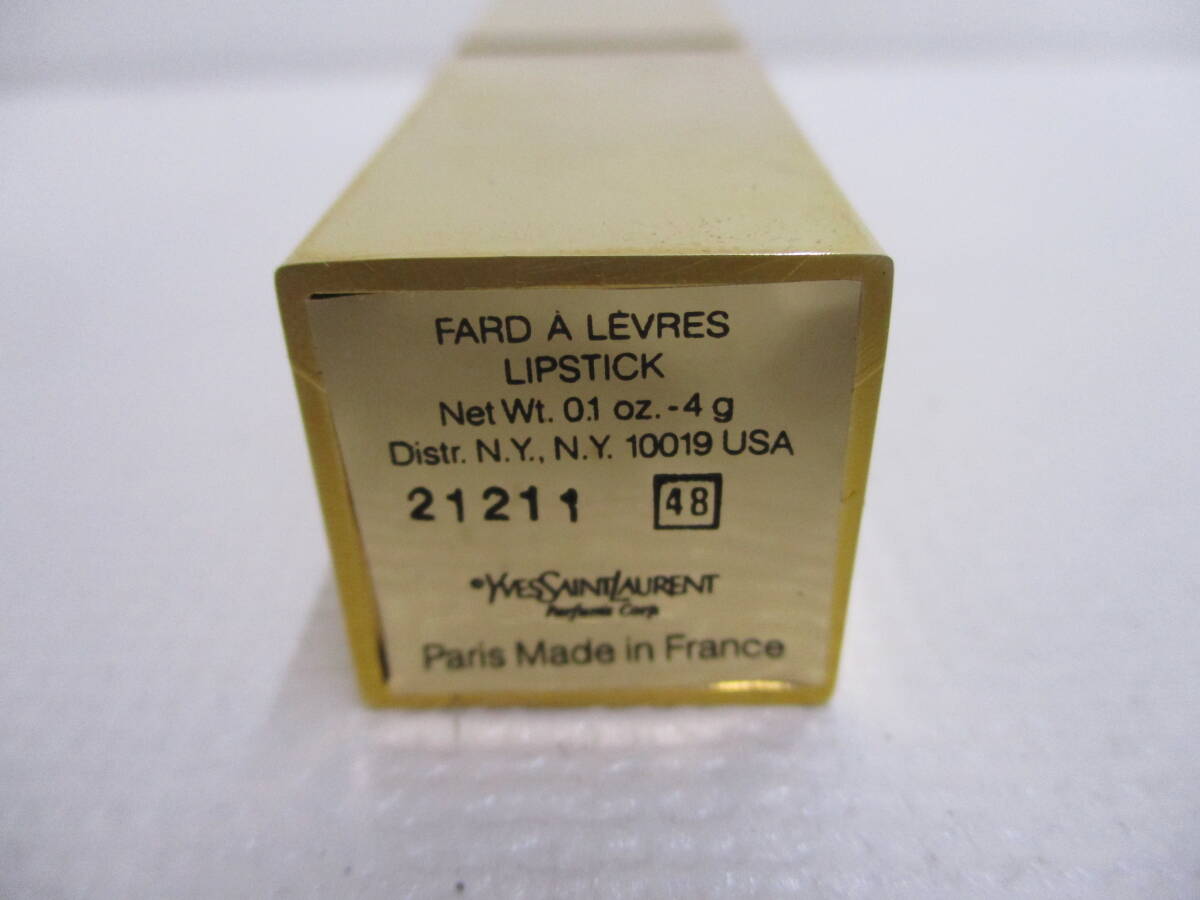 FARD À LÈVRES
LIPSTICK
Net Wt. 0.1 oz. - 4 g
Distr. N.Y., N.Y. 10019 USA
21211 48
©YVESSAINTLAURENT
Parfums Corp.
Paris Made in France